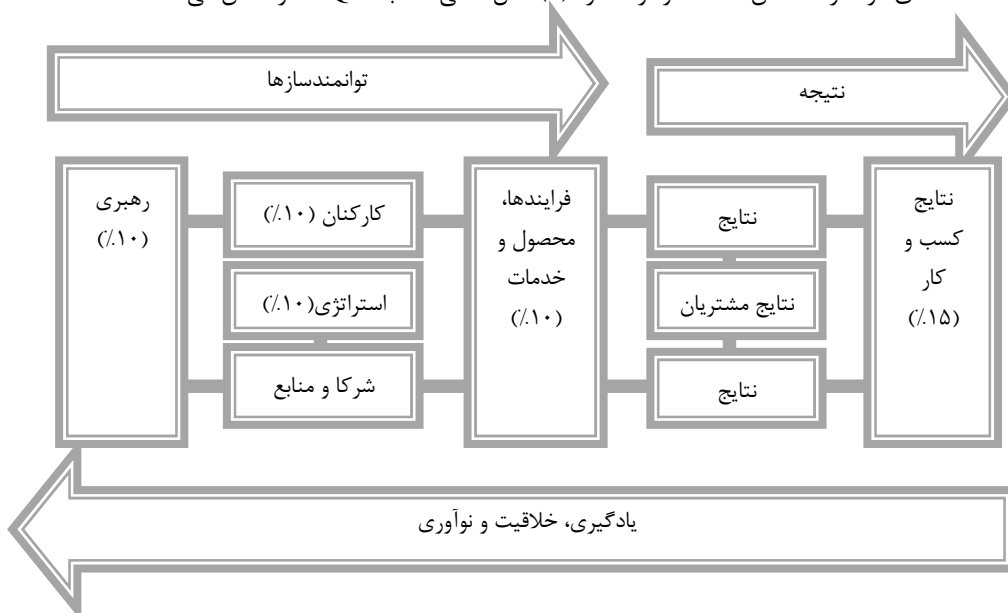 توانمندسازها
نتیجه
رهبری
(٪۱۰)
کارکنان (٪۱۰)
استراتژی(٪۱۰)
شرکا و منابع
فرایندها،
محصول و
خدمات
(٪۱۰)
نتایج
نتایج مشتریان
نتایج
نتایج
کسب و
کار
(٪۱۵)
یادگیری، خلاقیت و نوآوری